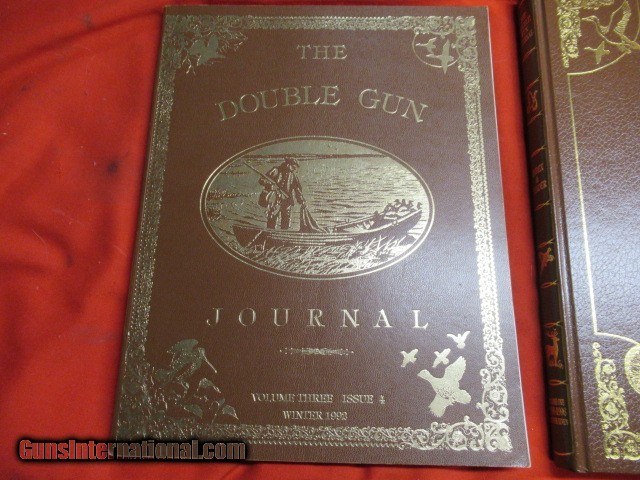 THE
DOUBLE GUN
JOURNAL
VOLUME THREE ISSUE 4
WINTER 1992
GunsInternational.com